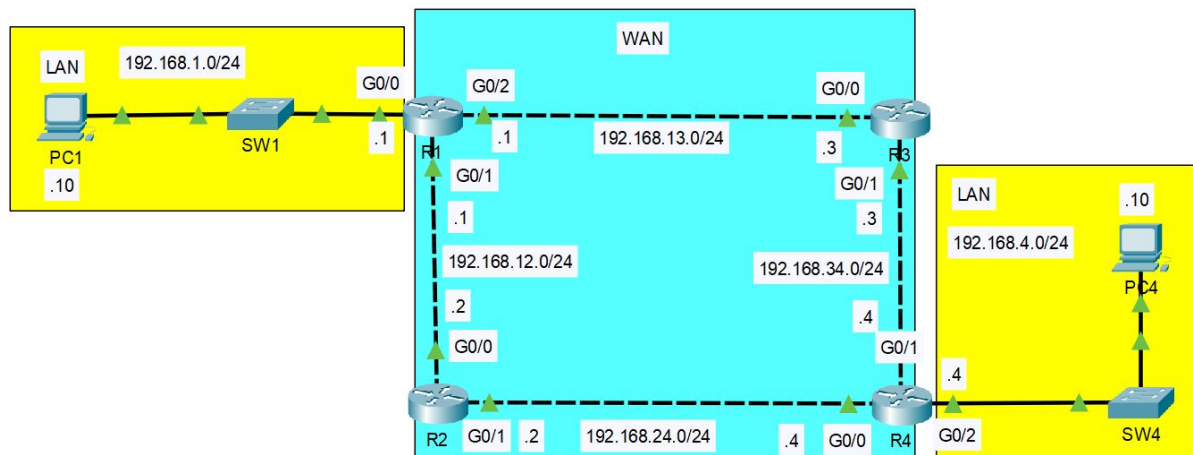 WAN
LAN
192.168.1.0/24
G0/0
G0/2
G0/0
PC1
SW1
.1
R1
.1
192.168.13.0/24
.3
R3
.10
G0/1
G0/1
LAN
.10
.1
.3
192.168.4.0/24
192.168.12.0/24
192.168.34.0/24
PC4
.2
.4
G0/0
G0/1
.4
R2
G0/1
.2
192.168.24.0/24
.4
G0/0
R4
G0/2
SW4